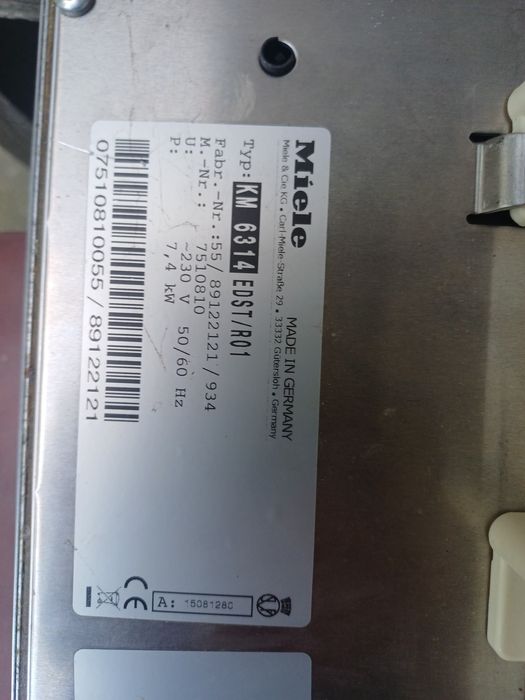 Miele
MADE IN GERMANY
Miele & Cie KG • Carl-Miele-Straße 29 • 33332 Gütersloh • Germany
Typ: KM 6314 EDST/R01
Fabr.-Nr.:55/89122121/934
M.-Nr.: 7510810
U: ~230 V 50/60 Hz
P: 7,4 kW
07510810055 / 89122121
CE
A: 15081280